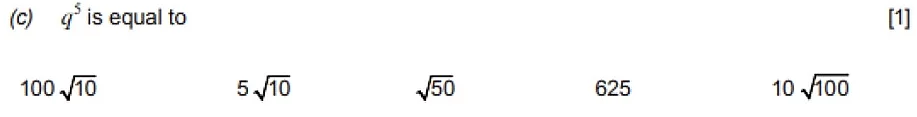 (c) q⁵ is equal to [1]
100√10 5√10 √50 625 10√100